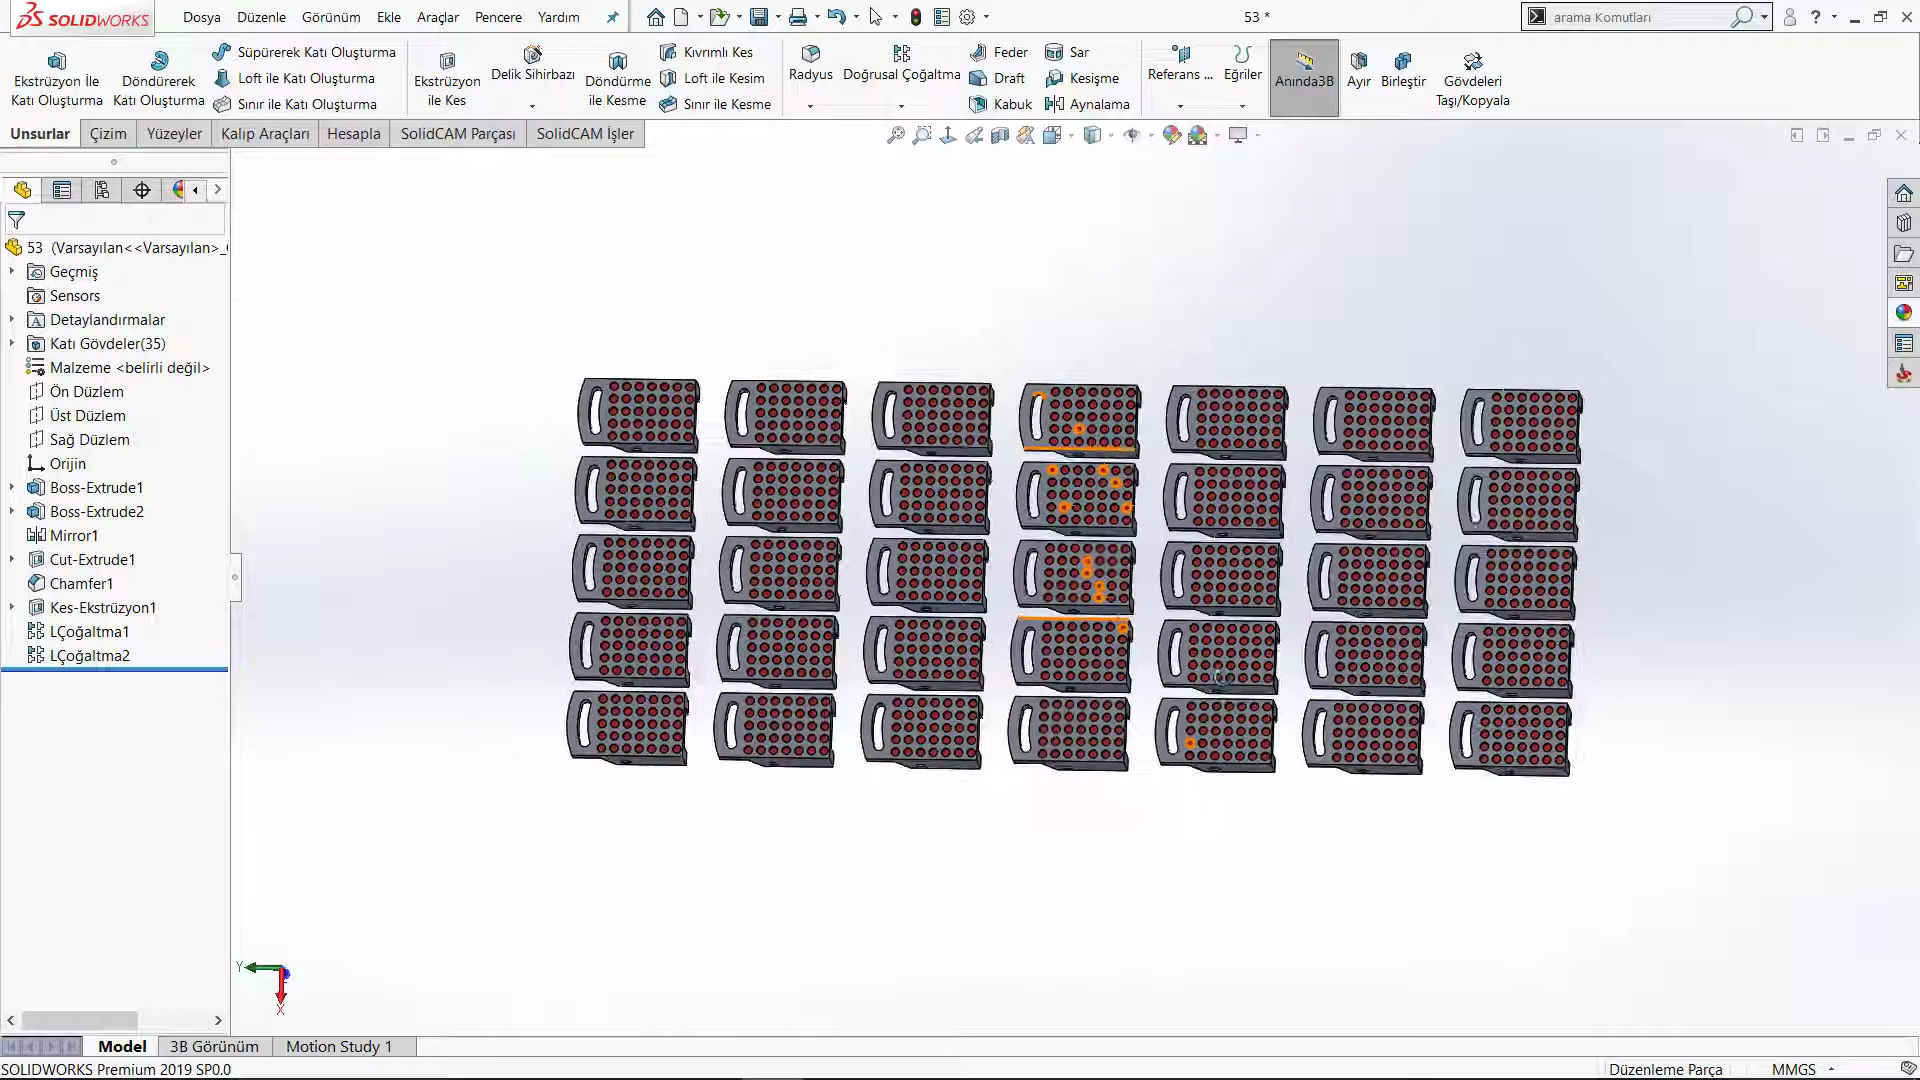 SOLIDWORKS
Dosya Düzenle Görünüm Ekle Araçlar Pencere Yardım
53 *
arama Komutları
?
Ekstrüzyon İle Katı Oluşturma
Döndürerek Katı Oluşturma
Süpürerek Katı Oluşturma
Loft ile Katı Oluşturma
Sınır ile Katı Oluşturma
Ekstrüzyon ile Kes
Delik Sihirbazı
Döndürme ile Kesme
Kıvrımlı Kes
Loft ile Kesim
Sınır ile Kesme
Radyus
Doğrusal Çoğaltma
Feder
Draft
Kabuk
Sar
Kesişme
Aynalama
Referans ...
Eğriler
Anında3B
Ayır
Birleştir
Gövdeleri Taşı/Kopyala
Unsurlar Çizim Yüzeyler Kalıp Araçları Hesapla SolidCAM Parçası SolidCAM İşler
53 (Varsayılan<<Varsayılan>_
Geçmiş
Sensors
Detaylandırmalar
Katı Gövdeler(35)
Malzeme <belirli değil>
Ön Düzlem
Üst Düzlem
Sağ Düzlem
Orijin
Boss-Extrude1
Boss-Extrude2
Mirror1
Cut-Extrude1
Chamfer1
Kes-Ekstrüzyon1
LÇoğaltma1
LÇoğaltma2
Y
X
Model 3B Görünüm Motion Study 1
SOLIDWORKS Premium 2019 SP0.0
Düzenleme Parça MMGS